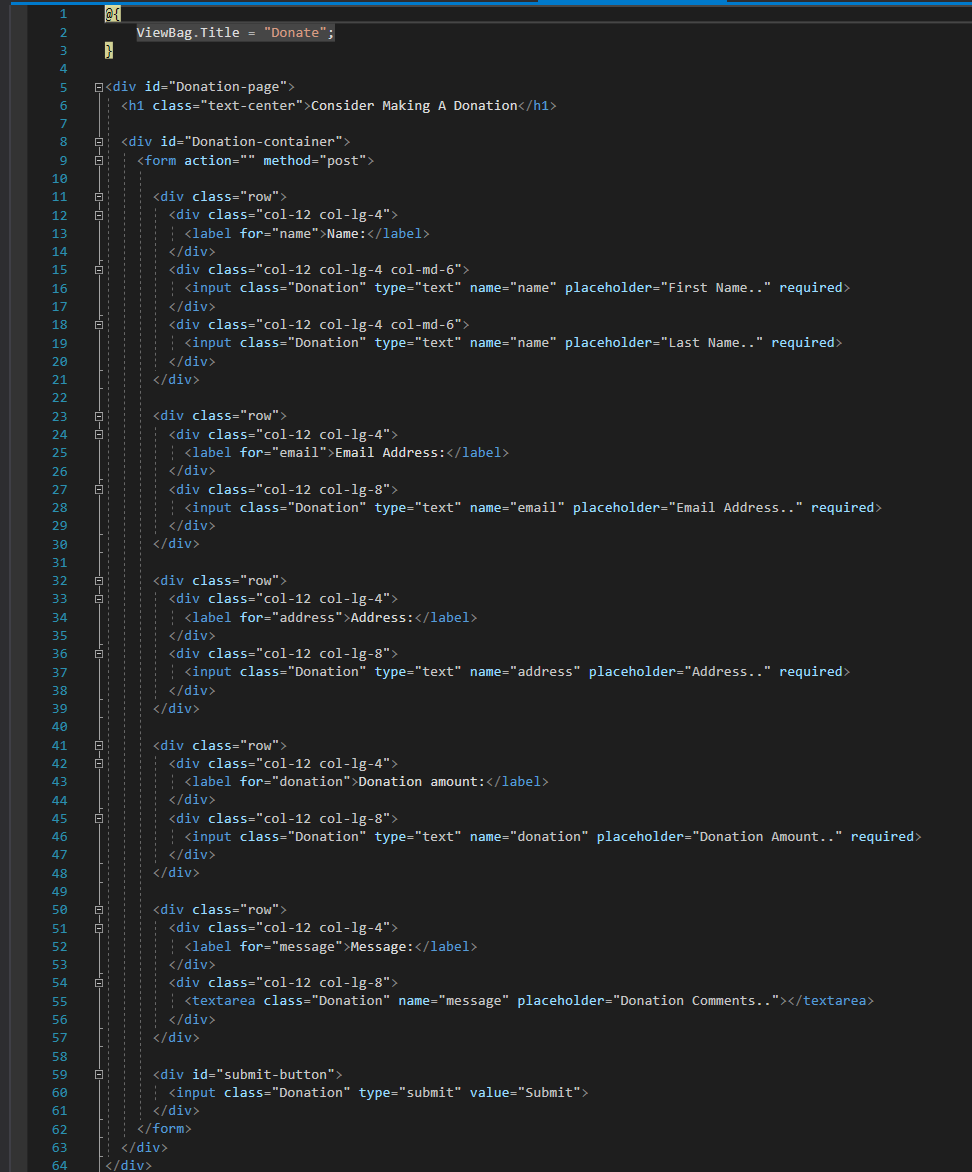 1 @{
2 ViewBag.Title = "Donate";
3 }
4
5 <div id="Donation-page">
6 <h1 class="text-center">Consider Making A Donation</h1>
7
8 <div id="Donation-container">
9 <form action="" method="post">
10
11 <div class="row">
12 <div class="col-12 col-lg-4">
13 <label for="name">Name:</label>
14 </div>
15 <div class="col-12 col-lg-4 col-md-6">
16 <input class="Donation" type="text" name="name" placeholder="First Name.." required>
17 </div>
18 <div class="col-12 col-lg-4 col-md-6">
19 <input class="Donation" type="text" name="name" placeholder="Last Name.." required>
20 </div>
21 </div>
22
23 <div class="row">
24 <div class="col-12 col-lg-4">
25 <label for="email">Email Address:</label>
26 </div>
27 <div class="col-12 col-lg-8">
28 <input class="Donation" type="text" name="email" placeholder="Email Address.." required>
29 </div>
30 </div>
31
32 <div class="row">
33 <div class="col-12 col-lg-4">
34 <label for="address">Address:</label>
35 </div>
36 <div class="col-12 col-lg-8">
37 <input class="Donation" type="text" name="address" placeholder="Address.." required>
38 </div>
39 </div>
40
41 <div class="row">
42 <div class="col-12 col-lg-4">
43 <label for="donation">Donation amount:</label>
44 </div>
45 <div class="col-12 col-lg-8">
46 <input class="Donation" type="text" name="donation" placeholder="Donation Amount.." required>
47 </div>
48 </div>
49
50 <div class="row">
51 <div class="col-12 col-lg-4">
52 <label for="message">Message:</label>
53 </div>
54 <div class="col-12 col-lg-8">
55 <textarea class="Donation" name="message" placeholder="Donation Comments.."></textarea>
56 </div>
57 </div>
58
59 <div id="submit-button">
60 <input class="Donation" type="submit" value="Submit">
61 </div>
62 </form>
63 </div>
64 </div>